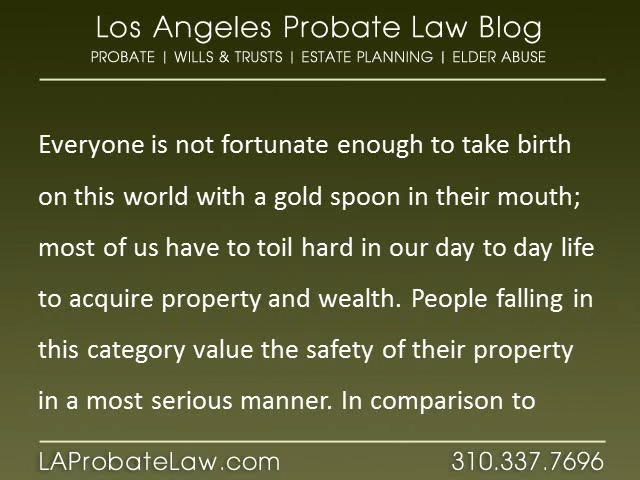 Los Angeles Probate Law Blog
PROBATE | WILLS & TRUSTS | ESTATE PLANNING | ELDER ABUSE
Everyone is not fortunate enough to take birth
on this world with a gold spoon in their mouth;
most of us have to toil hard in our day to day life
to acquire property and wealth. People falling in
this category value the safety of their property
in a most serious manner. In comparison to
LAProbateLaw.com
310.337.7696